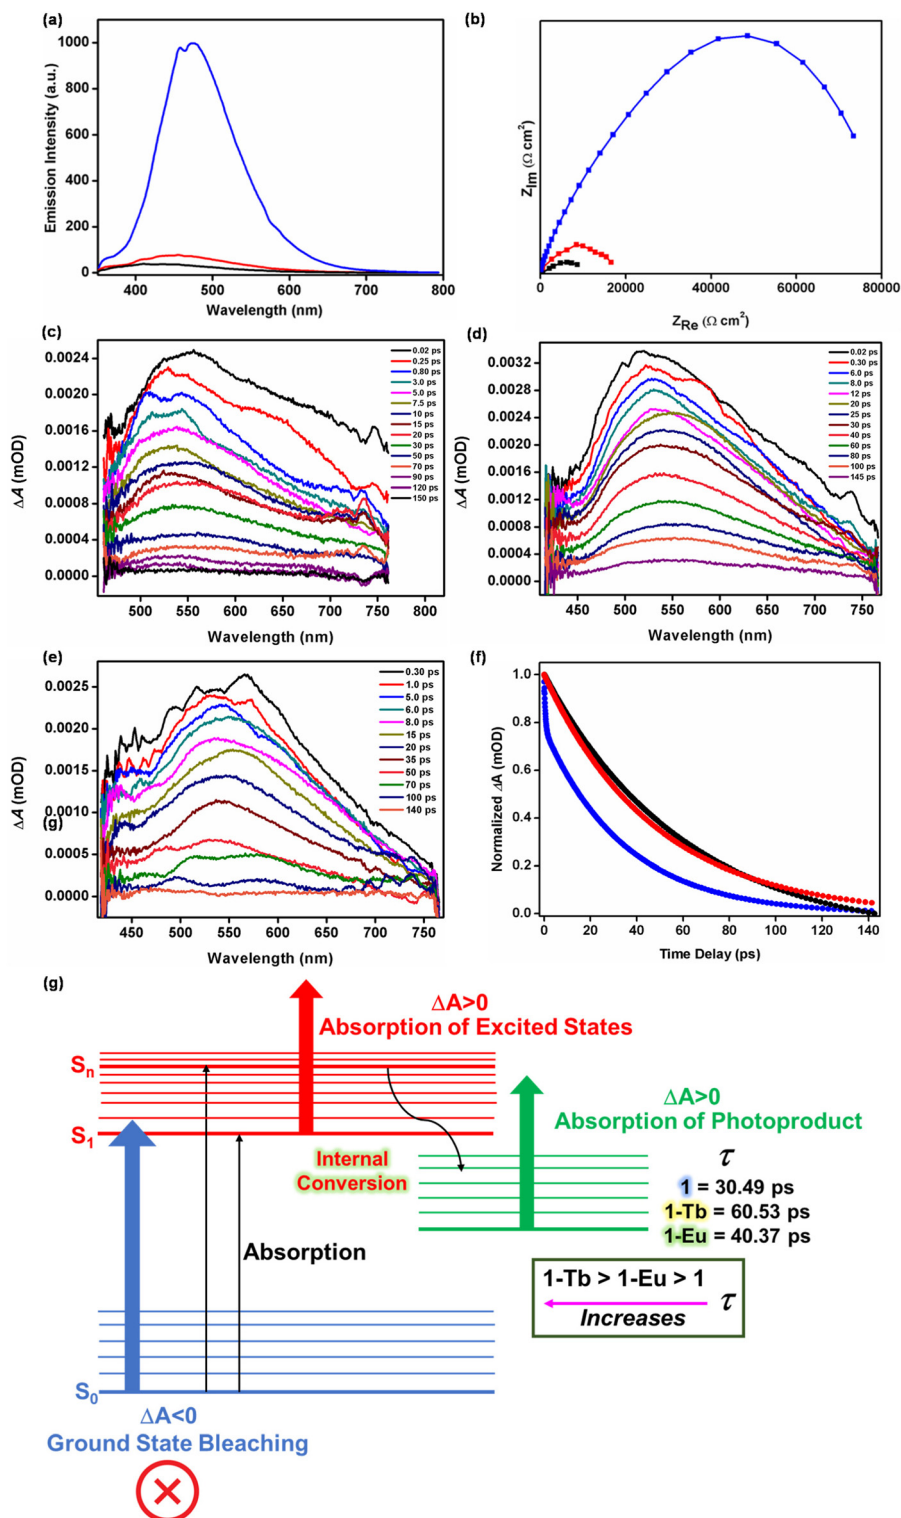 (a)
1000
800
600
400
200
0
Emission Intensity (a.u.)
400 500 600 700 800
Wavelength (nm)
(b)
Z_Im (Ω cm²)
0 20000 40000 60000 80000
Z_Re (Ω cm²)
(c)
0.0024
0.0018
0.0012
0.0006
0.0000
ΔA (mOD)
500 550 600 650 700 750 800
Wavelength (nm)
0.02 ps
0.25 ps
0.80 ps
3.0 ps
5.0 ps
7.5 ps
10 ps
15 ps
20 ps
30 ps
50 ps
70 ps
90 ps
120 ps
150 ps
(d)
0.0032
0.0028
0.0024
0.0020
0.0016
0.0012
0.0008
0.0004
0.0000
ΔA (mOD)
450 500 550 600 650 700 750
Wavelength (nm)
0.02 ps
0.30 ps
6.0 ps
8.0 ps
12 ps
20 ps
25 ps
30 ps
40 ps
60 ps
80 ps
100 ps
145 ps
(e)
0.0025
0.0020
0.0015
0.0010
0.0005
0.0000
ΔA (mOD)
(g)
450 500 550 600 650 700 750
Wavelength (nm)
0.30 ps
1.0 ps
5.0 ps
6.0 ps
8.0 ps
15 ps
20 ps
35 ps
50 ps
70 ps
100 ps
140 ps
(f)
1.0
0.8
0.6
0.4
0.2
0.0
Normalized ΔA (mOD)
0 20 40 60 80 100 120 140
Time Delay (ps)
(g)
ΔA>0
Absorption of Excited States
Sn
S1
ΔA>0
Absorption of Photoproduct
Internal
Conversion
τ
1 = 30.49 ps
1-Tb = 60.53 ps
1-Eu = 40.37 ps
Absorption
1-Tb > 1-Eu > 1
Increases τ
S0
ΔA<0
Ground State Bleaching